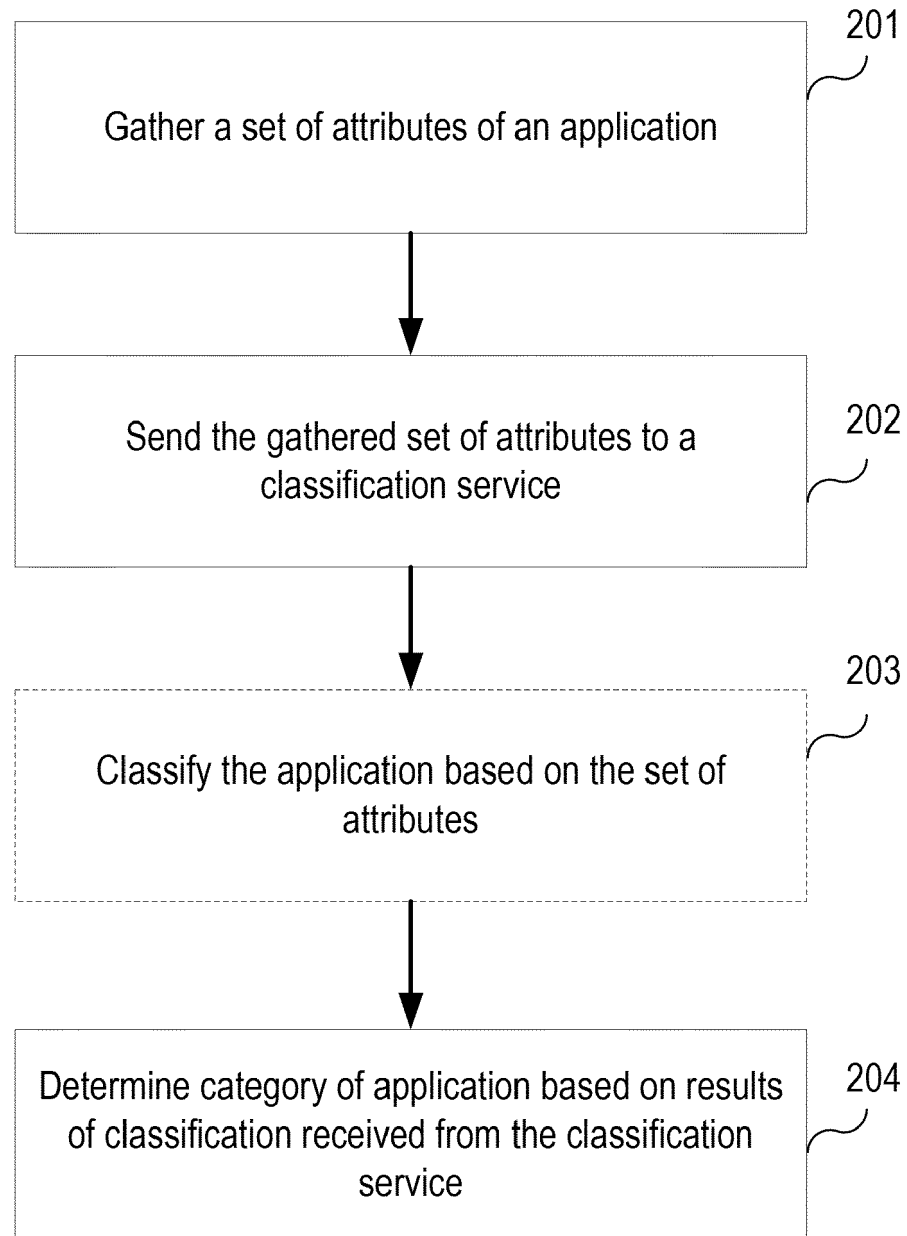 201
Gather a set of attributes of an application
202
Send the gathered set of attributes to a
classification service
203
Classify the application based on the set of
attributes
204
Determine category of application based on results
of classification received from the classification
service